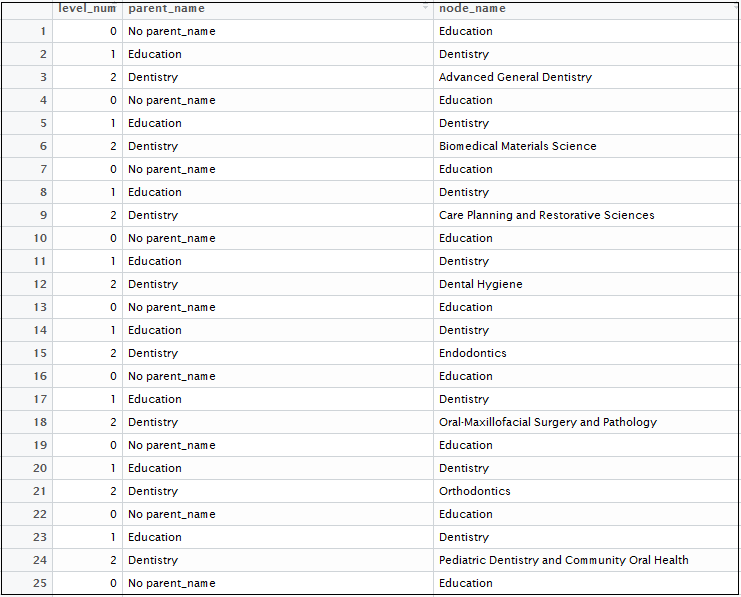 level_num parent_name node_name
1 0 No parent_name Education
2 1 Education Dentistry
3 2 Dentistry Advanced General Dentistry
4 0 No parent_name Education
5 1 Education Dentistry
6 2 Dentistry Biomedical Materials Science
7 0 No parent_name Education
8 1 Education Dentistry
9 2 Dentistry Care Planning and Restorative Sciences
10 0 No parent_name Education
11 1 Education Dentistry
12 2 Dentistry Dental Hygiene
13 0 No parent_name Education
14 1 Education Dentistry
15 2 Dentistry Endodontics
16 0 No parent_name Education
17 1 Education Dentistry
18 2 Dentistry Oral-Maxillofacial Surgery and Pathology
19 0 No parent_name Education
20 1 Education Dentistry
21 2 Dentistry Orthodontics
22 0 No parent_name Education
23 1 Education Dentistry
24 2 Dentistry Pediatric Dentistry and Community Oral Health
25 0 No parent_name Education